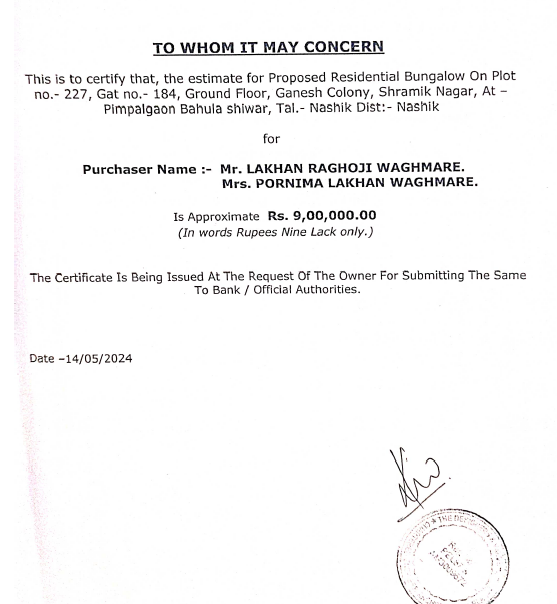 TO WHOM IT MAY CONCERN
This is to certify that, the estimate for Proposed Residential Bungalow On Plot
no.- 227, Gat no.- 184, Ground Floor, Ganesh Colony, Shramik Nagar, At –
Pimpalgaon Bahula shiwar, Tal.- Nashik Dist:- Nashik
for
Purchaser Name :- Mr. LAKHAN RAGHOJI WAGHMARE.
Mrs. PORNIMA LAKHAN WAGHMARE.
Is Approximate Rs. 9,00,000.00
(In words Rupees Nine Lack only.)
The Certificate Is Being Issued At The Request Of The Owner For Submitting The Same
To Bank / Official Authorities.
Date –14/05/2024